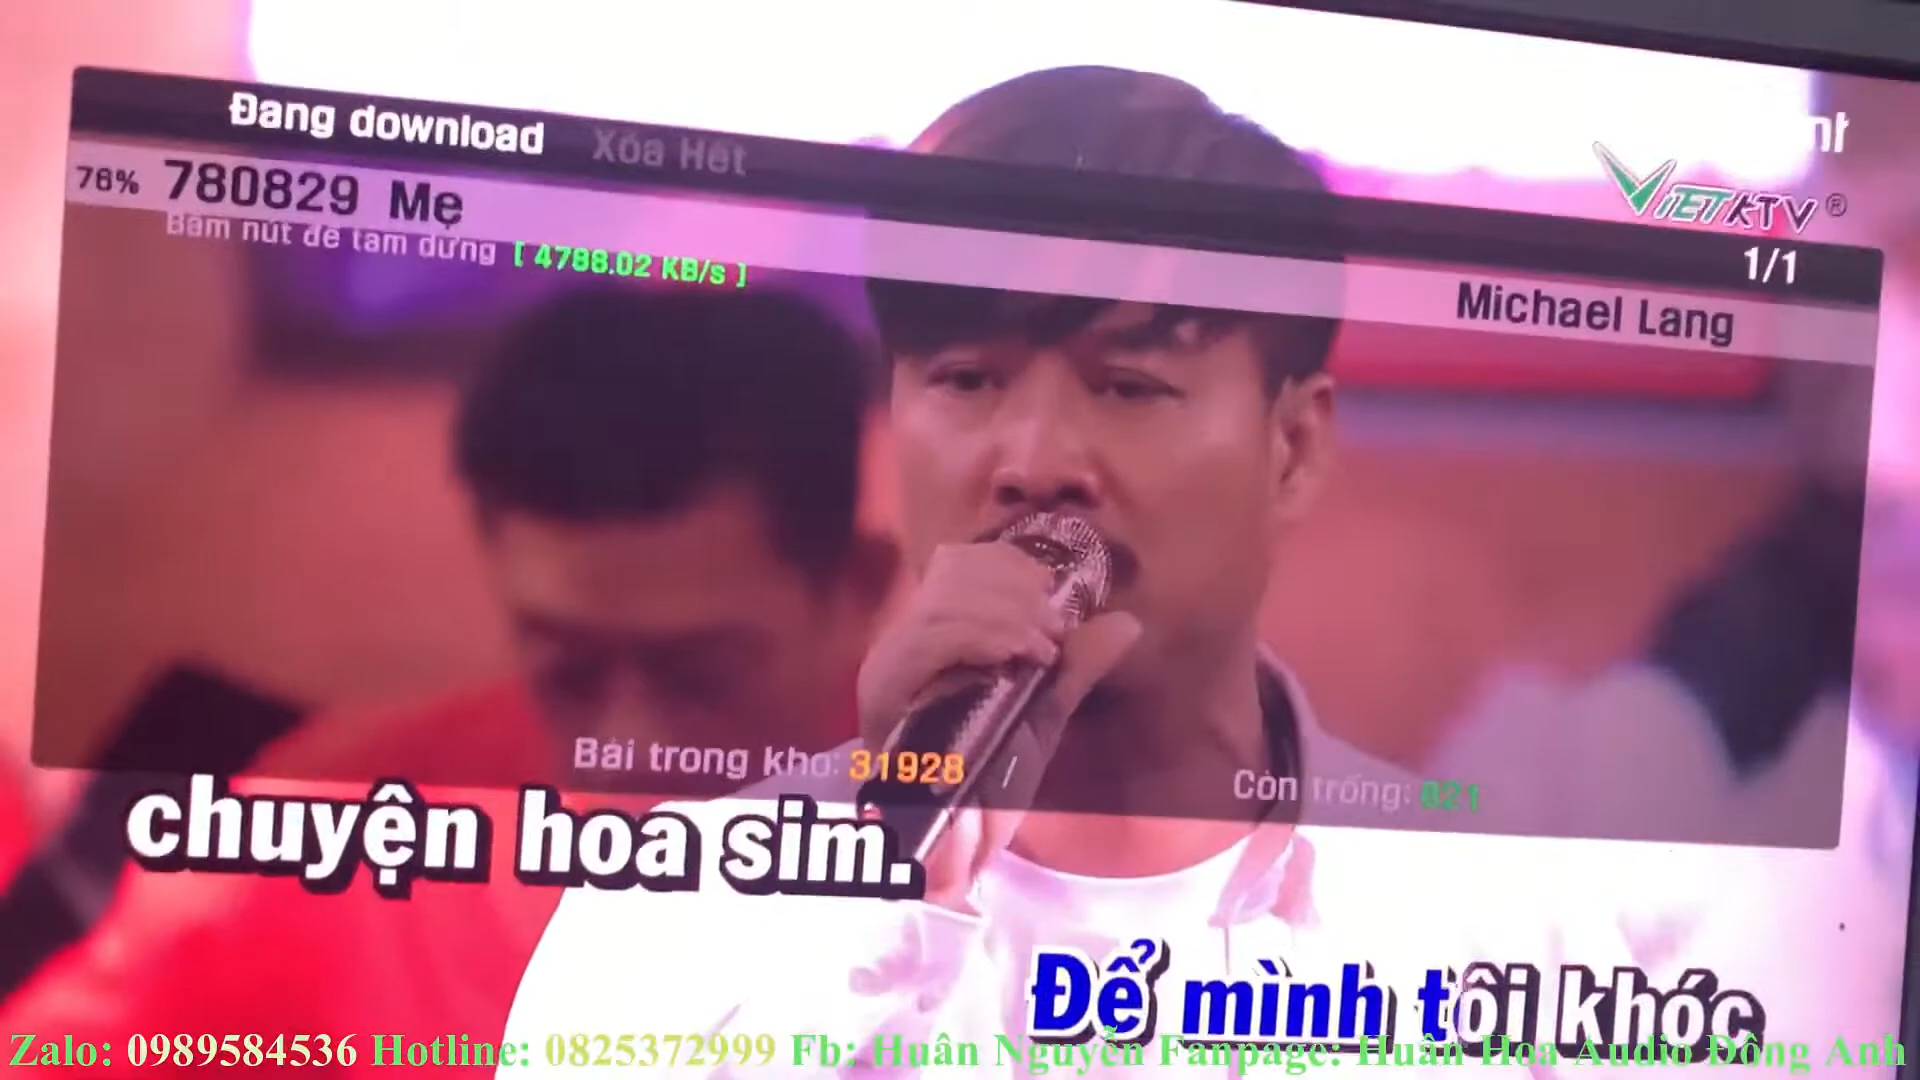 Đang download Xóa Hết
VIETKTV®
1/1
76% 780829 Mẹ
Michael Lang
Bấm nút để tạm dừng [ 4788.02 KB/s ]
Bài trong kho: 31928 / Còn trống: 821
chuyện hoa sim.
Để mình tôi khóc
Zalo: 0989584536 Hotline: 0825372999 Fb: Huân Nguyễn Fanpage: Huân Hoa Audio Đông Anh